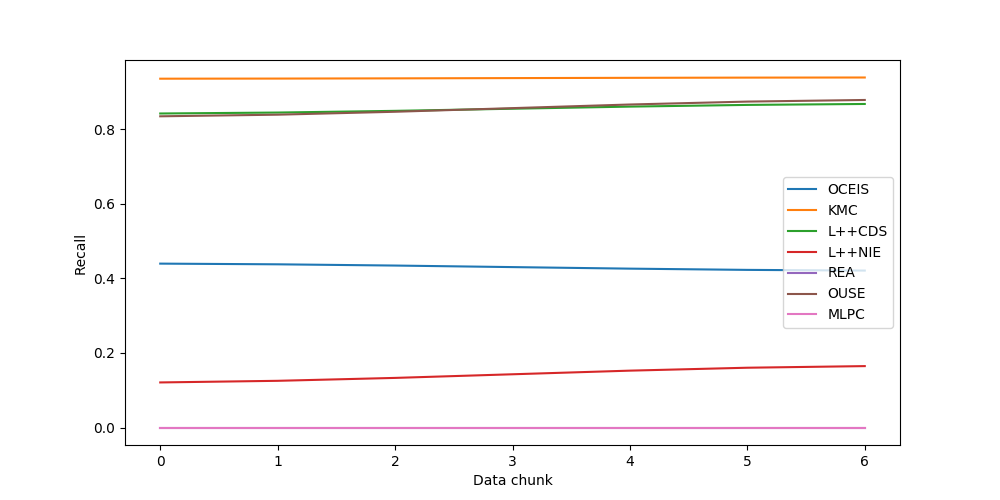 Recall
0.8
0.6
0.4
0.2
0.0
0 1 2 3 4 5 6
Data chunk
OCEIS
KMC
L++CDS
L++NIE
REA
OUSE
MLPC